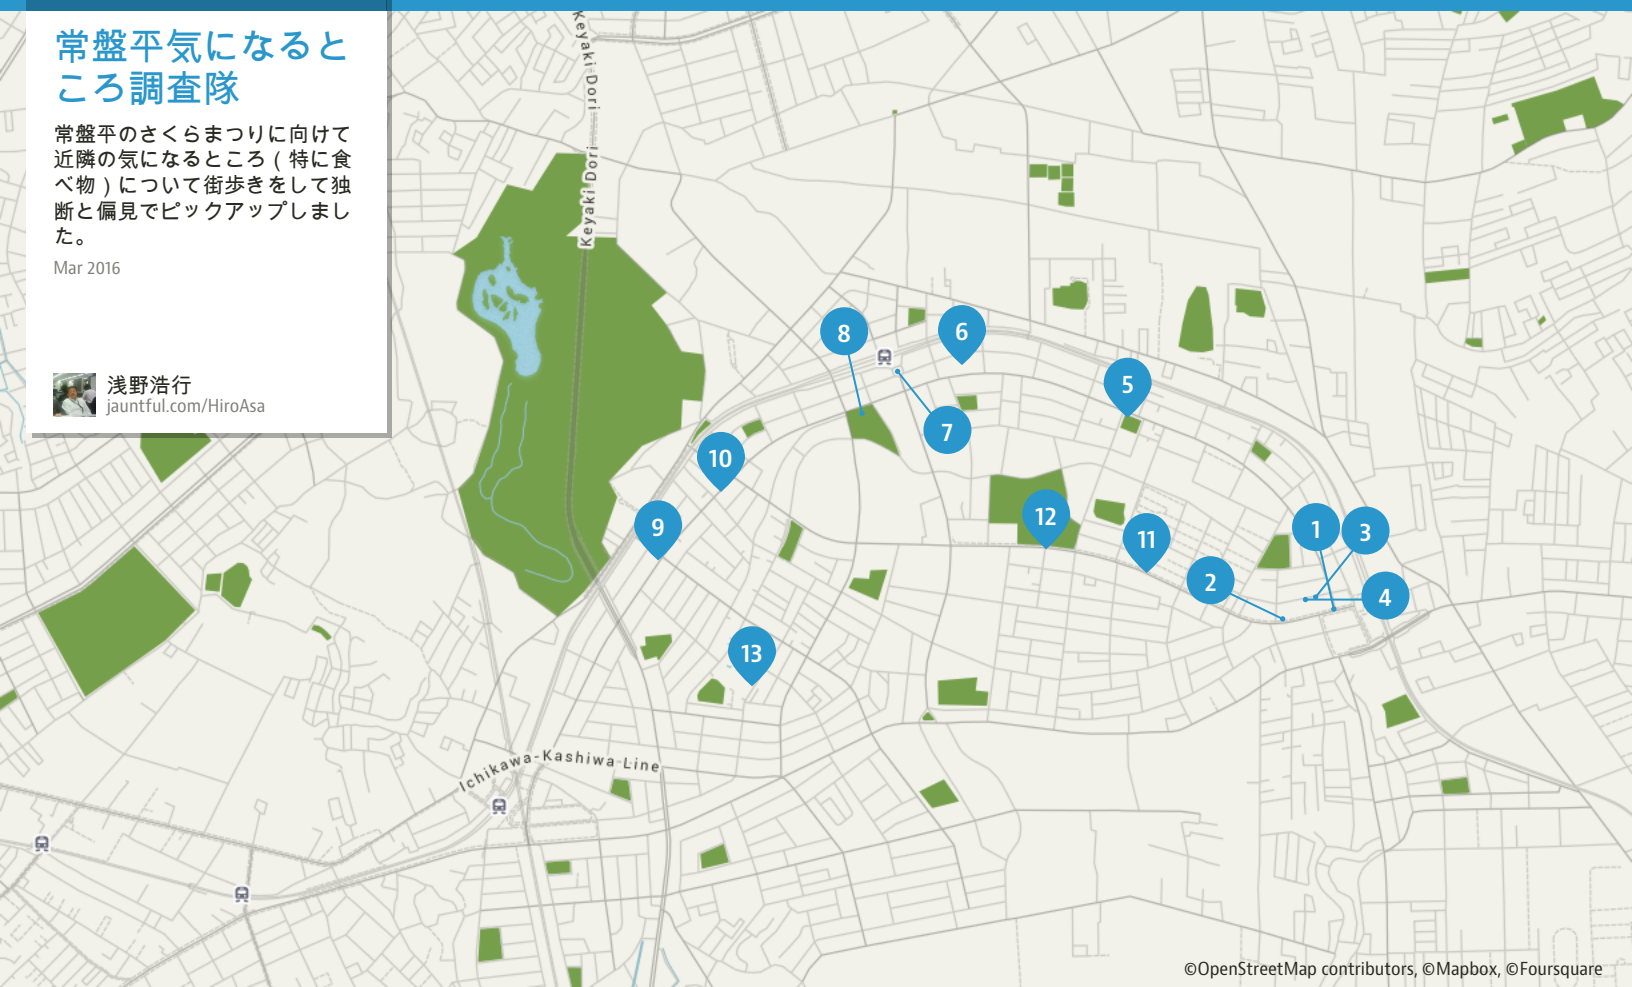 常盤平気になると
ころ調査隊
常盤平のさくらまつりに向けて
近隣の気になるところ ( 特に食
べ物 ) について街歩きをして独
断と偏見でピックアップしまし
た。
Mar 2016
浅野浩行
jauntful.com/HiroAsa
Keyaki Dori
Keyaki Dori
8
6
5
7
10
9
12
11
1
3
2
4
13
Ichikawa-Kashiwa Line
©OpenStreetMap contributors, ©Mapbox, ©Foursquare